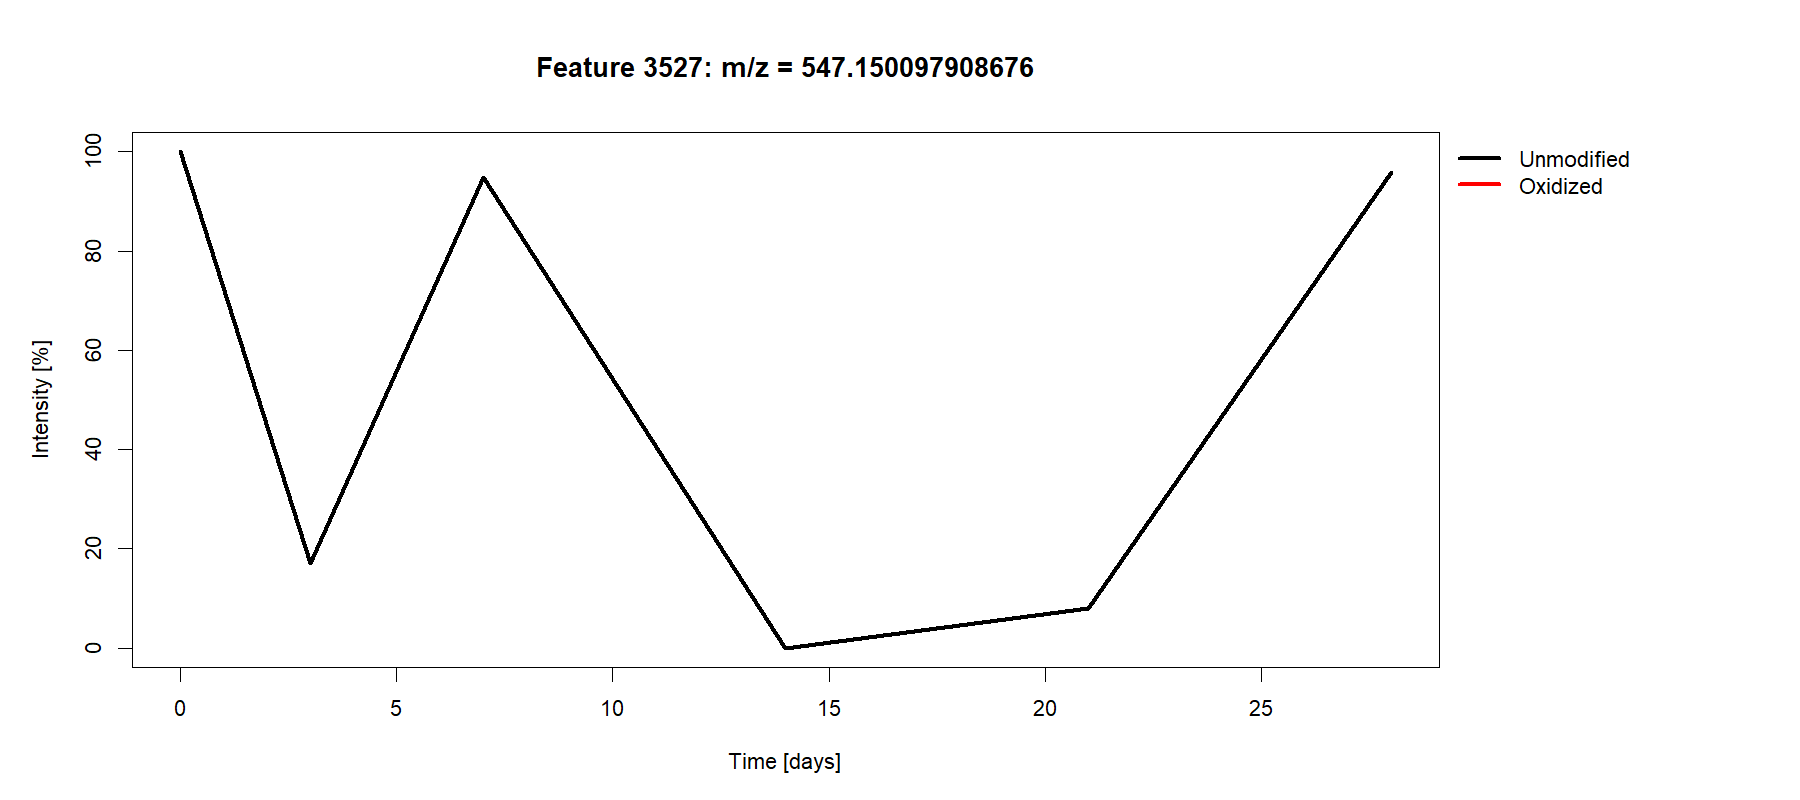 Feature 3527: m/z = 547.150097908676
Unmodified
Oxidized
Intensity [%]
100
80
60
40
20
0
0 5 10 15 20 25
Time [days]